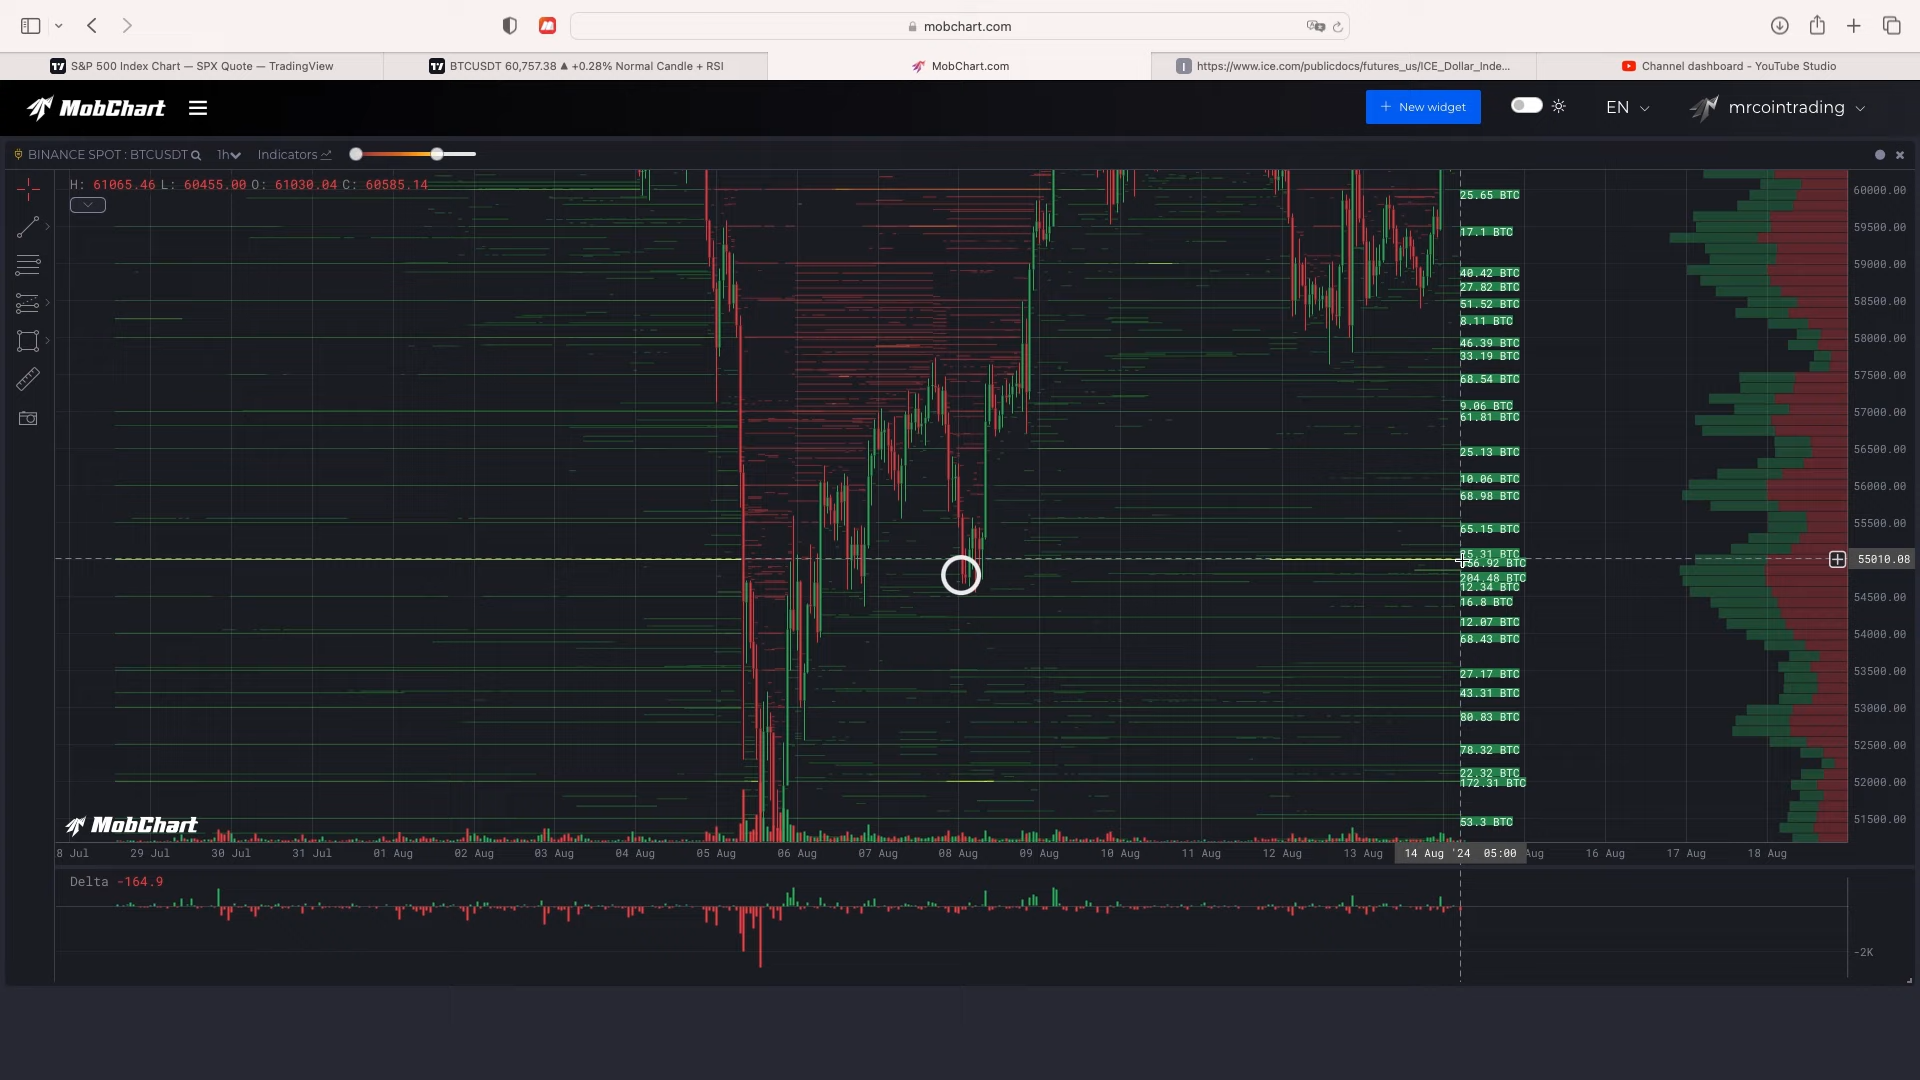 mobchart.com
S&P 500 Index Chart — SPX Quote — TradingView
BTCUSDT 60,757.38 ▲ +0.28% Normal Candle + RSI
MobChart.com
https://www.ice.com/publicdocs/futures_us/ICE_Dollar_Inde...
Channel dashboard - YouTube Studio
MobChart
+ New widget
EN
mrcointrading
BINANCE SPOT : BTCUSDT
1h
Indicators
H: 61065.46 L: 60455.00 O: 61030.04 C: 60585.14
25.65 BTC
17.1 BTC
40.42 BTC
27.82 BTC
51.52 BTC
8.11 BTC
46.39 BTC
33.19 BTC
68.54 BTC
9.06 BTC
61.81 BTC
25.13 BTC
10.06 BTC
68.98 BTC
65.15 BTC
204.48 BTC
12.34 BTC
16.8 BTC
12.07 BTC
68.43 BTC
27.17 BTC
43.31 BTC
80.83 BTC
78.32 BTC
22.32 BTC
172.31 BTC
53.3 BTC
60000.00
59500.00
59000.00
58500.00
58000.00
57500.00
57000.00
56500.00
56000.00
55500.00
55010.08
54500.00
54000.00
53500.00
53000.00
52500.00
52000.00
51500.00
MobChart
8 Jul
29 Jul
30 Jul
31 Jul
01 Aug
02 Aug
03 Aug
04 Aug
05 Aug
06 Aug
07 Aug
08 Aug
09 Aug
10 Aug
11 Aug
12 Aug
13 Aug
14 Aug '24 05:00
Aug
16 Aug
17 Aug
18 Aug
Delta -164.9
-2K